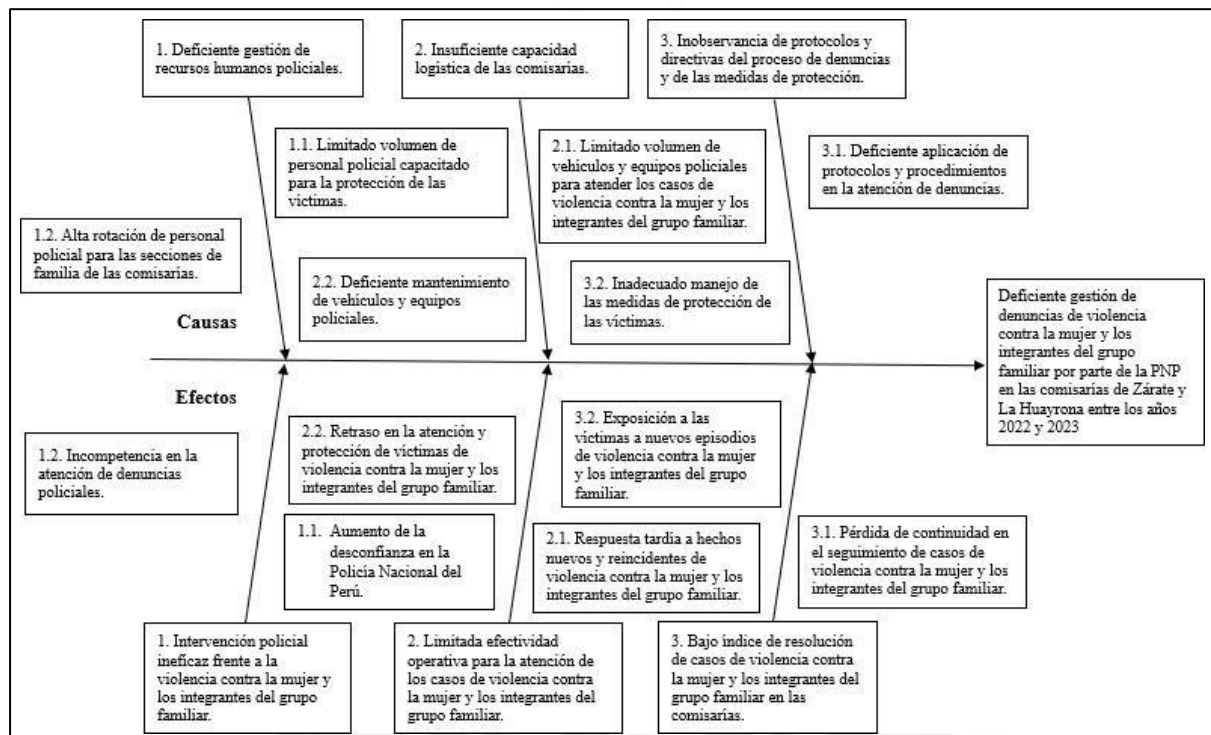 1. Deficiente gestión de
recursos humanos policiales.
2. Insuficiente capacidad
logística de las comisarías.
3. Inobservancia de protocolos y
directivas del proceso de denuncias
y de las medidas de protección.
1.1. Limitado volumen de
personal policial capacitado
para la protección de las
víctimas.
2.1. Limitado volumen de
vehículos y equipos policiales
para atender los casos de
violencia contra la mujer y los
integrantes del grupo familiar.
3.1. Deficiente aplicación de
protocolos y procedimientos
en la atención de denuncias.
1.2. Alta rotación de personal
policial para las secciones de
familia de las comisarías.
2.2. Deficiente mantenimiento
de vehículos y equipos
policiales.
3.2. Inadecuado manejo de
las medidas de protección de
las víctimas.
Causas
Efectos
Deficiente gestión de
denuncias de violencia
contra la mujer y los
integrantes del grupo
familiar por parte de la PNP
en las comisarías de Zárate y
La Huayrona entre los años
2022 y 2023
1.2. Incompetencia en la
atención de denuncias
policiales.
2.2. Retraso en la atención y
protección de víctimas de
violencia contra la mujer y los
integrantes del grupo familiar.
3.2. Exposición a las
víctimas a nuevos episodios
de violencia contra la mujer
y los integrantes del grupo
familiar.
1.1. Aumento de la
desconfianza en la
Policía Nacional del
Perú.
2.1. Respuesta tardía a hechos
nuevos y reincidentes de
violencia contra la mujer y los
integrantes del grupo familiar.
3.1. Pérdida de continuidad en
el seguimiento de casos de
violencia contra la mujer y los
integrantes del grupo familiar.
1. Intervención policial
ineficaz frente a la
violencia contra la mujer y
los integrantes del grupo
familiar.
2. Limitada efectividad
operativa para la atención de
los casos de violencia contra
la mujer y los integrantes del
grupo familiar.
3. Bajo índice de resolución
de casos de violencia contra
la mujer y los integrantes del
grupo familiar en las
comisarías.